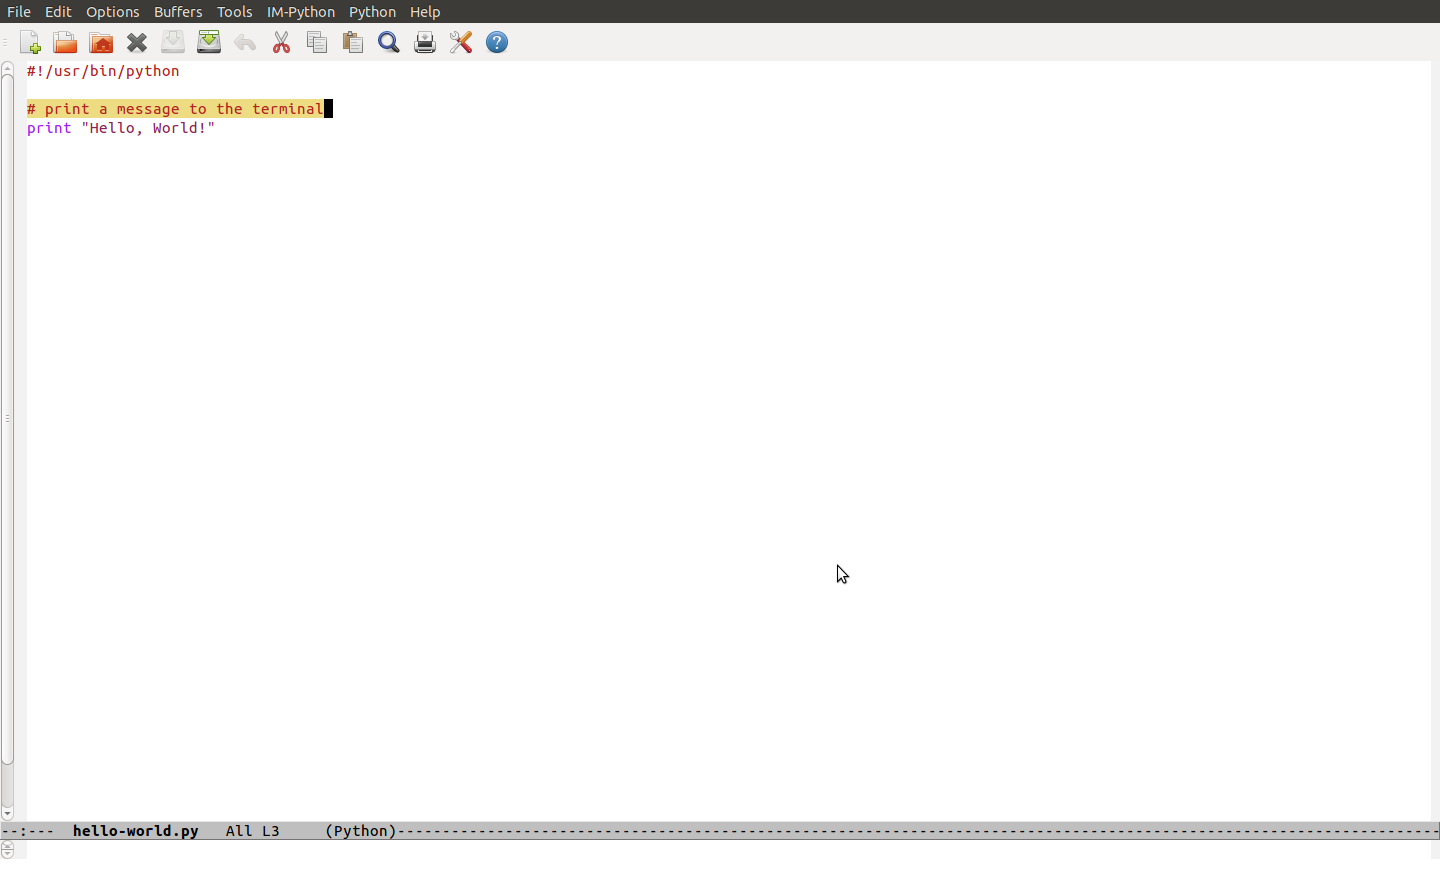 File Edit Options Buffers Tools IM-Python Python Help
#!/usr/bin/python
# print a message to the terminal
print "Hello, World!"
--:---  hello-world.py   All L3     (Python)--------------------------------------------------------------------------------------------------------------------